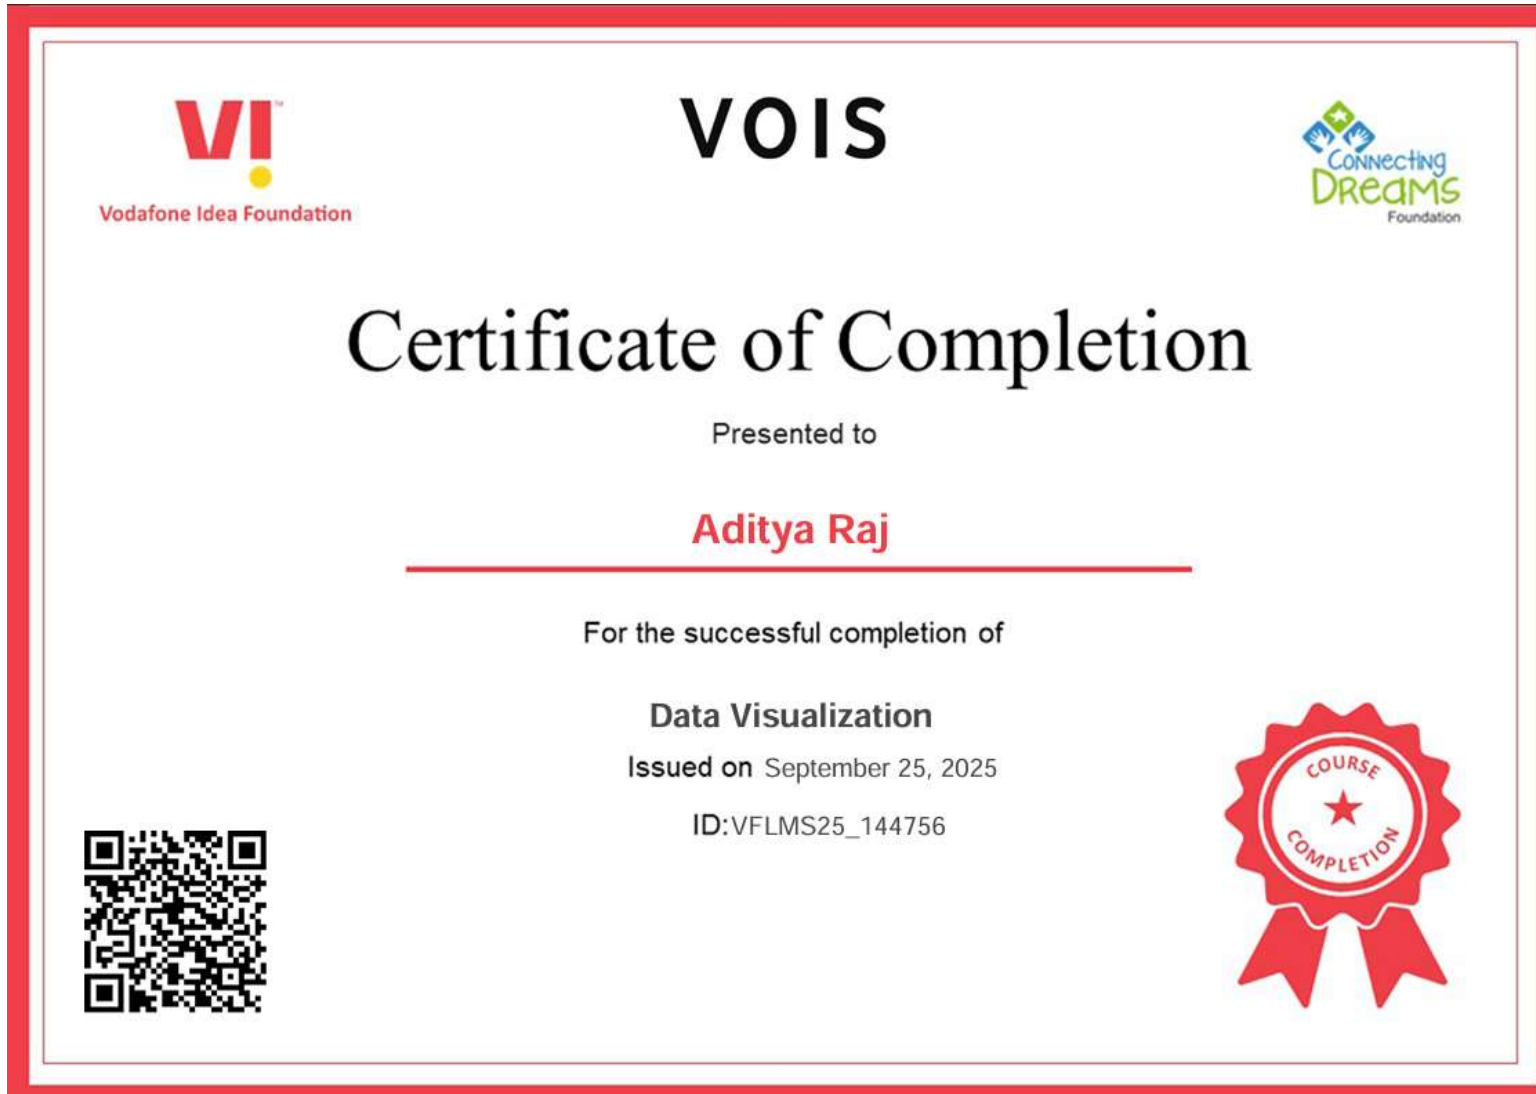 VI™
Vodafone Idea Foundation
VOIS
Connecting
Dreams
Foundation
Certificate of Completion
Presented to
Aditya Raj
For the successful completion of
Data Visualization
Issued on September 25, 2025
ID:VFLMS25_144756
COURSE
COMPLETION